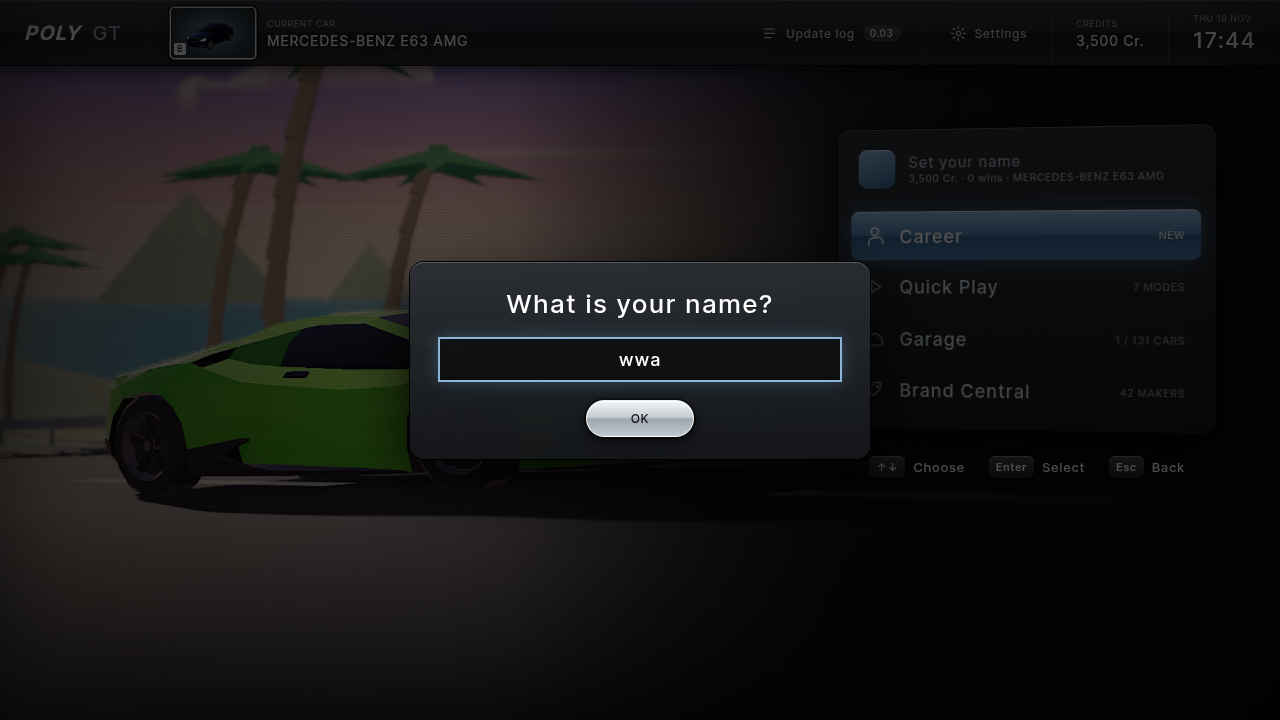 POLY GT
B
CURRENT CAR
MERCEDES-BENZ E63 AMG
Update log 0.03
Settings
CREDITS
3,500 Cr.
THU 19 NOV
17:44
Set your name
3,500 Cr. · 0 wins · MERCEDES-BENZ E63 AMG
Career NEW
Quick Play 7 MODES
Garage 1 / 131 CARS
Brand Central 42 MAKERS
What is your name?
wwa
OK
↑↓ Choose Enter Select Esc Back